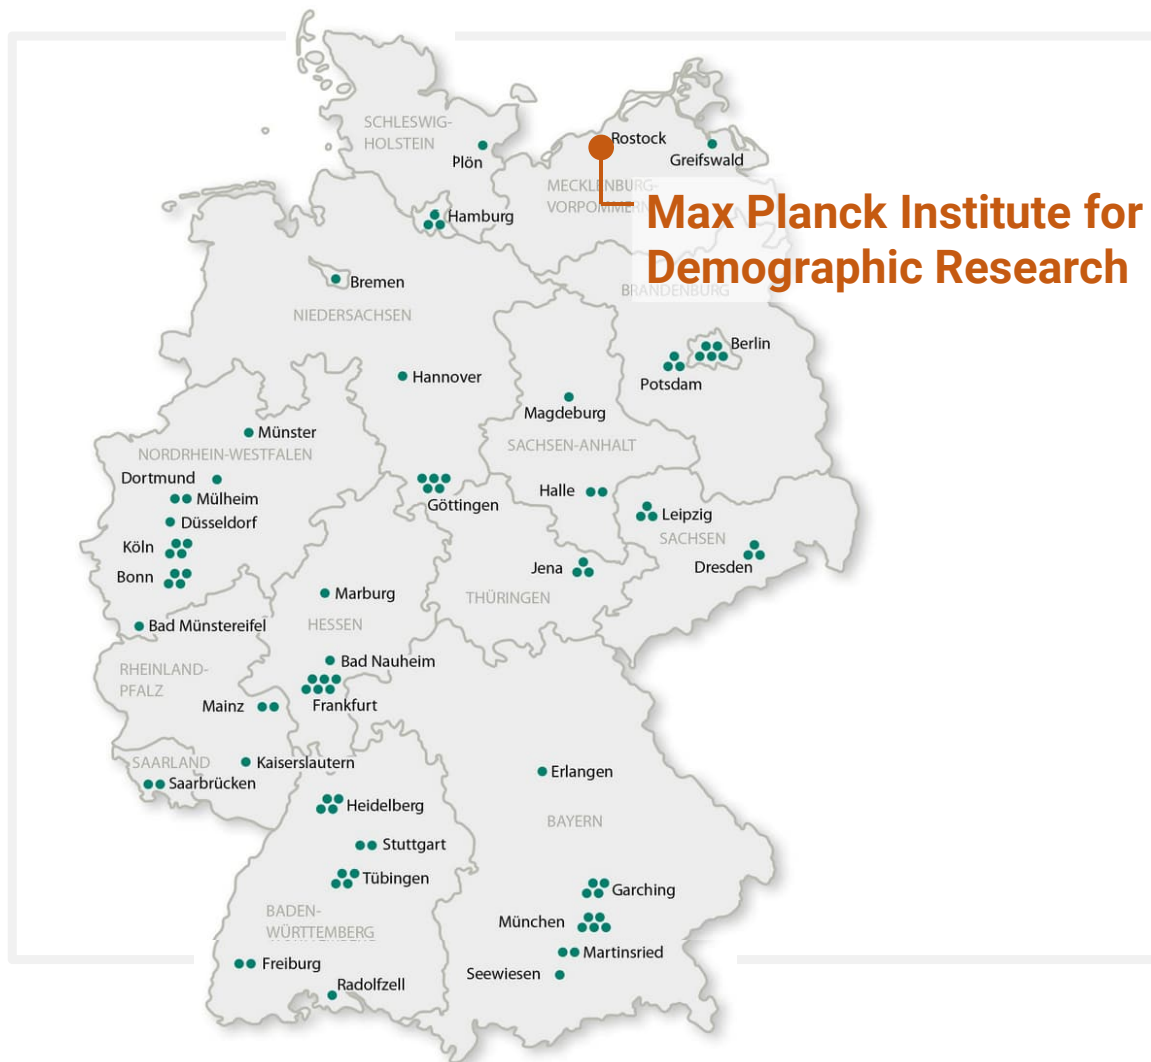 SCHLESWIG-
HOLSTEIN
Plön
Rostock
Greifswald
MECKLENBURG-
VORPOMMERN
Max Planck Institute for
Demographic Research
Hamburg
Bremen
NIEDERSACHSEN
BRANDENBURG
Berlin
Potsdam
Hannover
Magdeburg
SACHSEN-ANHALT
Münster
NORDRHEIN-WESTFALEN
Dortmund
Mülheim
Düsseldorf
Köln
Bonn
Göttingen
Halle
Leipzig
SACHSEN
Dresden
Jena
THÜRINGEN
Marburg
HESSEN
Bad Münstereifel
Bad Nauheim
RHEINLAND-
PFALZ
Mainz
Frankfurt
SAARLAND
Kaiserslautern
Saarbrücken
Erlangen
Heidelberg
BAYERN
Stuttgart
Tübingen
Garching
BADEN-
WÜRTTEMBERG
München
Martinsried
Freiburg
Seewiesen
Radolfzell